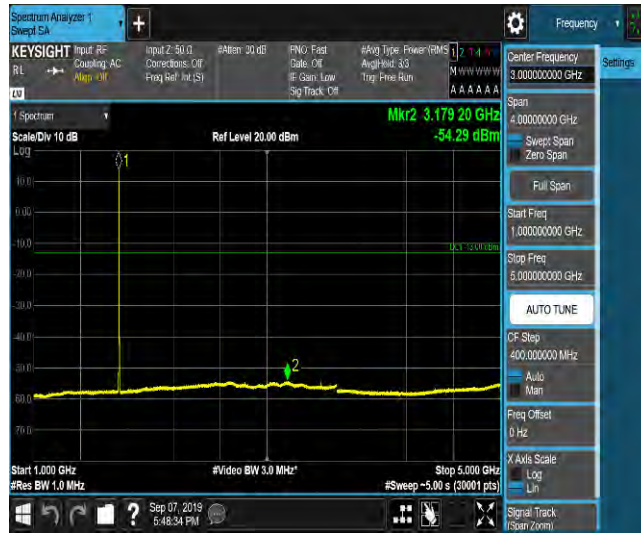 Spectrum Analyzer 1
Swept SA
Frequency
KEYSIGHT
RL
Input: RF
Coupling: AC
Align: Off
Input Z: 50 Ω
Corrections: Off
Freq Ref: Int (S)
#Atten: 30 dB
PNO: Fast
Gate: Off
IF Gain: Low
Sig Track: Off
#Avg Type: Power (RMS
Avg|Hold: 3/3
Trig: Free Run
1 2
M W W W W W
A A A A A A
1 Spectrum
Scale/Div 10 dB
Log
Ref Level 20.00 dBm
Mkr2 3.179 20 GHz
-54.29 dBm
1
10.0
0.00
-10.0
DL1 -13.00 dBm
-20.0
-30.0
-40.0
-50.0
2
-60.0
-70.0
Start 1.000 GHz
#Res BW 1.0 MHz
#Video BW 3.0 MHz*
Stop 5.000 GHz
#Sweep ~5.00 s (30001 pts)
Sep 07, 2019
5:48:34 PM
Center Frequency
3.000000000 GHz
Settings
Span
4.00000000 GHz
Swept Span
Zero Span
Full Span
Start Freq
1.000000000 GHz
Stop Freq
5.000000000 GHz
AUTO TUNE
CF Step
400.000000 MHz
Auto
Man
Freq Offset
0 Hz
X Axis Scale
Log
Lin
Signal Track
(Span Zoom)